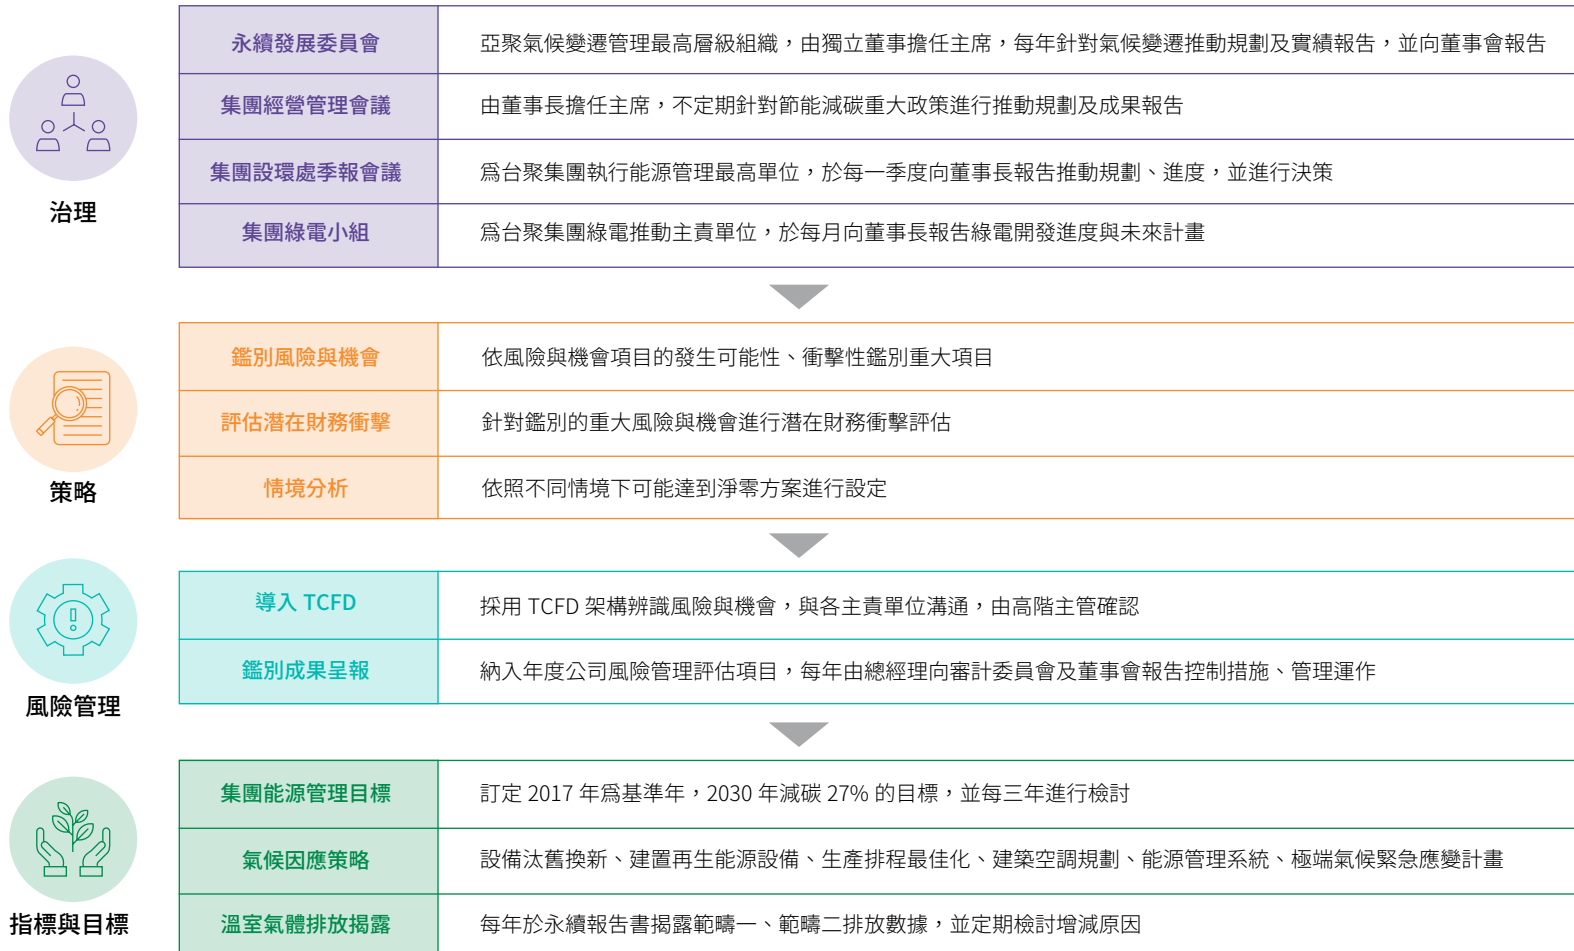 永續發展委員會
亞聚氣候變遷管理最高層級組織，由獨立董事擔任主席，每年針對氣候變遷推動規劃及實績報告，並向董事會報告
集團經營管理會議
由董事長擔任主席，不定期針對節能減碳重大政策進行推動規劃及成果報告
集團設環處季報會議
爲台聚集團執行能源管理最高單位，於每一季度向董事長報告推動規劃、進度，並進行決策
集團綠電小組
爲台聚集團綠電推動主責單位，於每月向董事長報告綠電開發進度與未來計畫
治理
鑑別風險與機會
依風險與機會項目的發生可能性、衝擊性鑑別重大項目
評估潛在財務衝擊
針對鑑別的重大風險與機會進行潛在財務衝擊評估
情境分析
依照不同情境下可能達到淨零方案進行設定
策略
導入 TCFD
採用 TCFD 架構辨識風險與機會，與各主責單位溝通，由高階主管確認
鑑別成果呈報
納入年度公司風險管理評估項目，每年由總經理向審計委員會及董事會報告控制措施、管理運作
風險管理
集團能源管理目標
訂定 2017 年爲基準年，2030 年減碳 27% 的目標，並每三年進行檢討
氣候因應策略
設備汰舊換新、建置再生能源設備、生產排程最佳化、建築空調規劃、能源管理系統、極端氣候緊急應變計畫
溫室氣體排放揭露
每年於永續報告書揭露範疇一、範疇二排放數據，並定期檢討增減原因
指標與目標